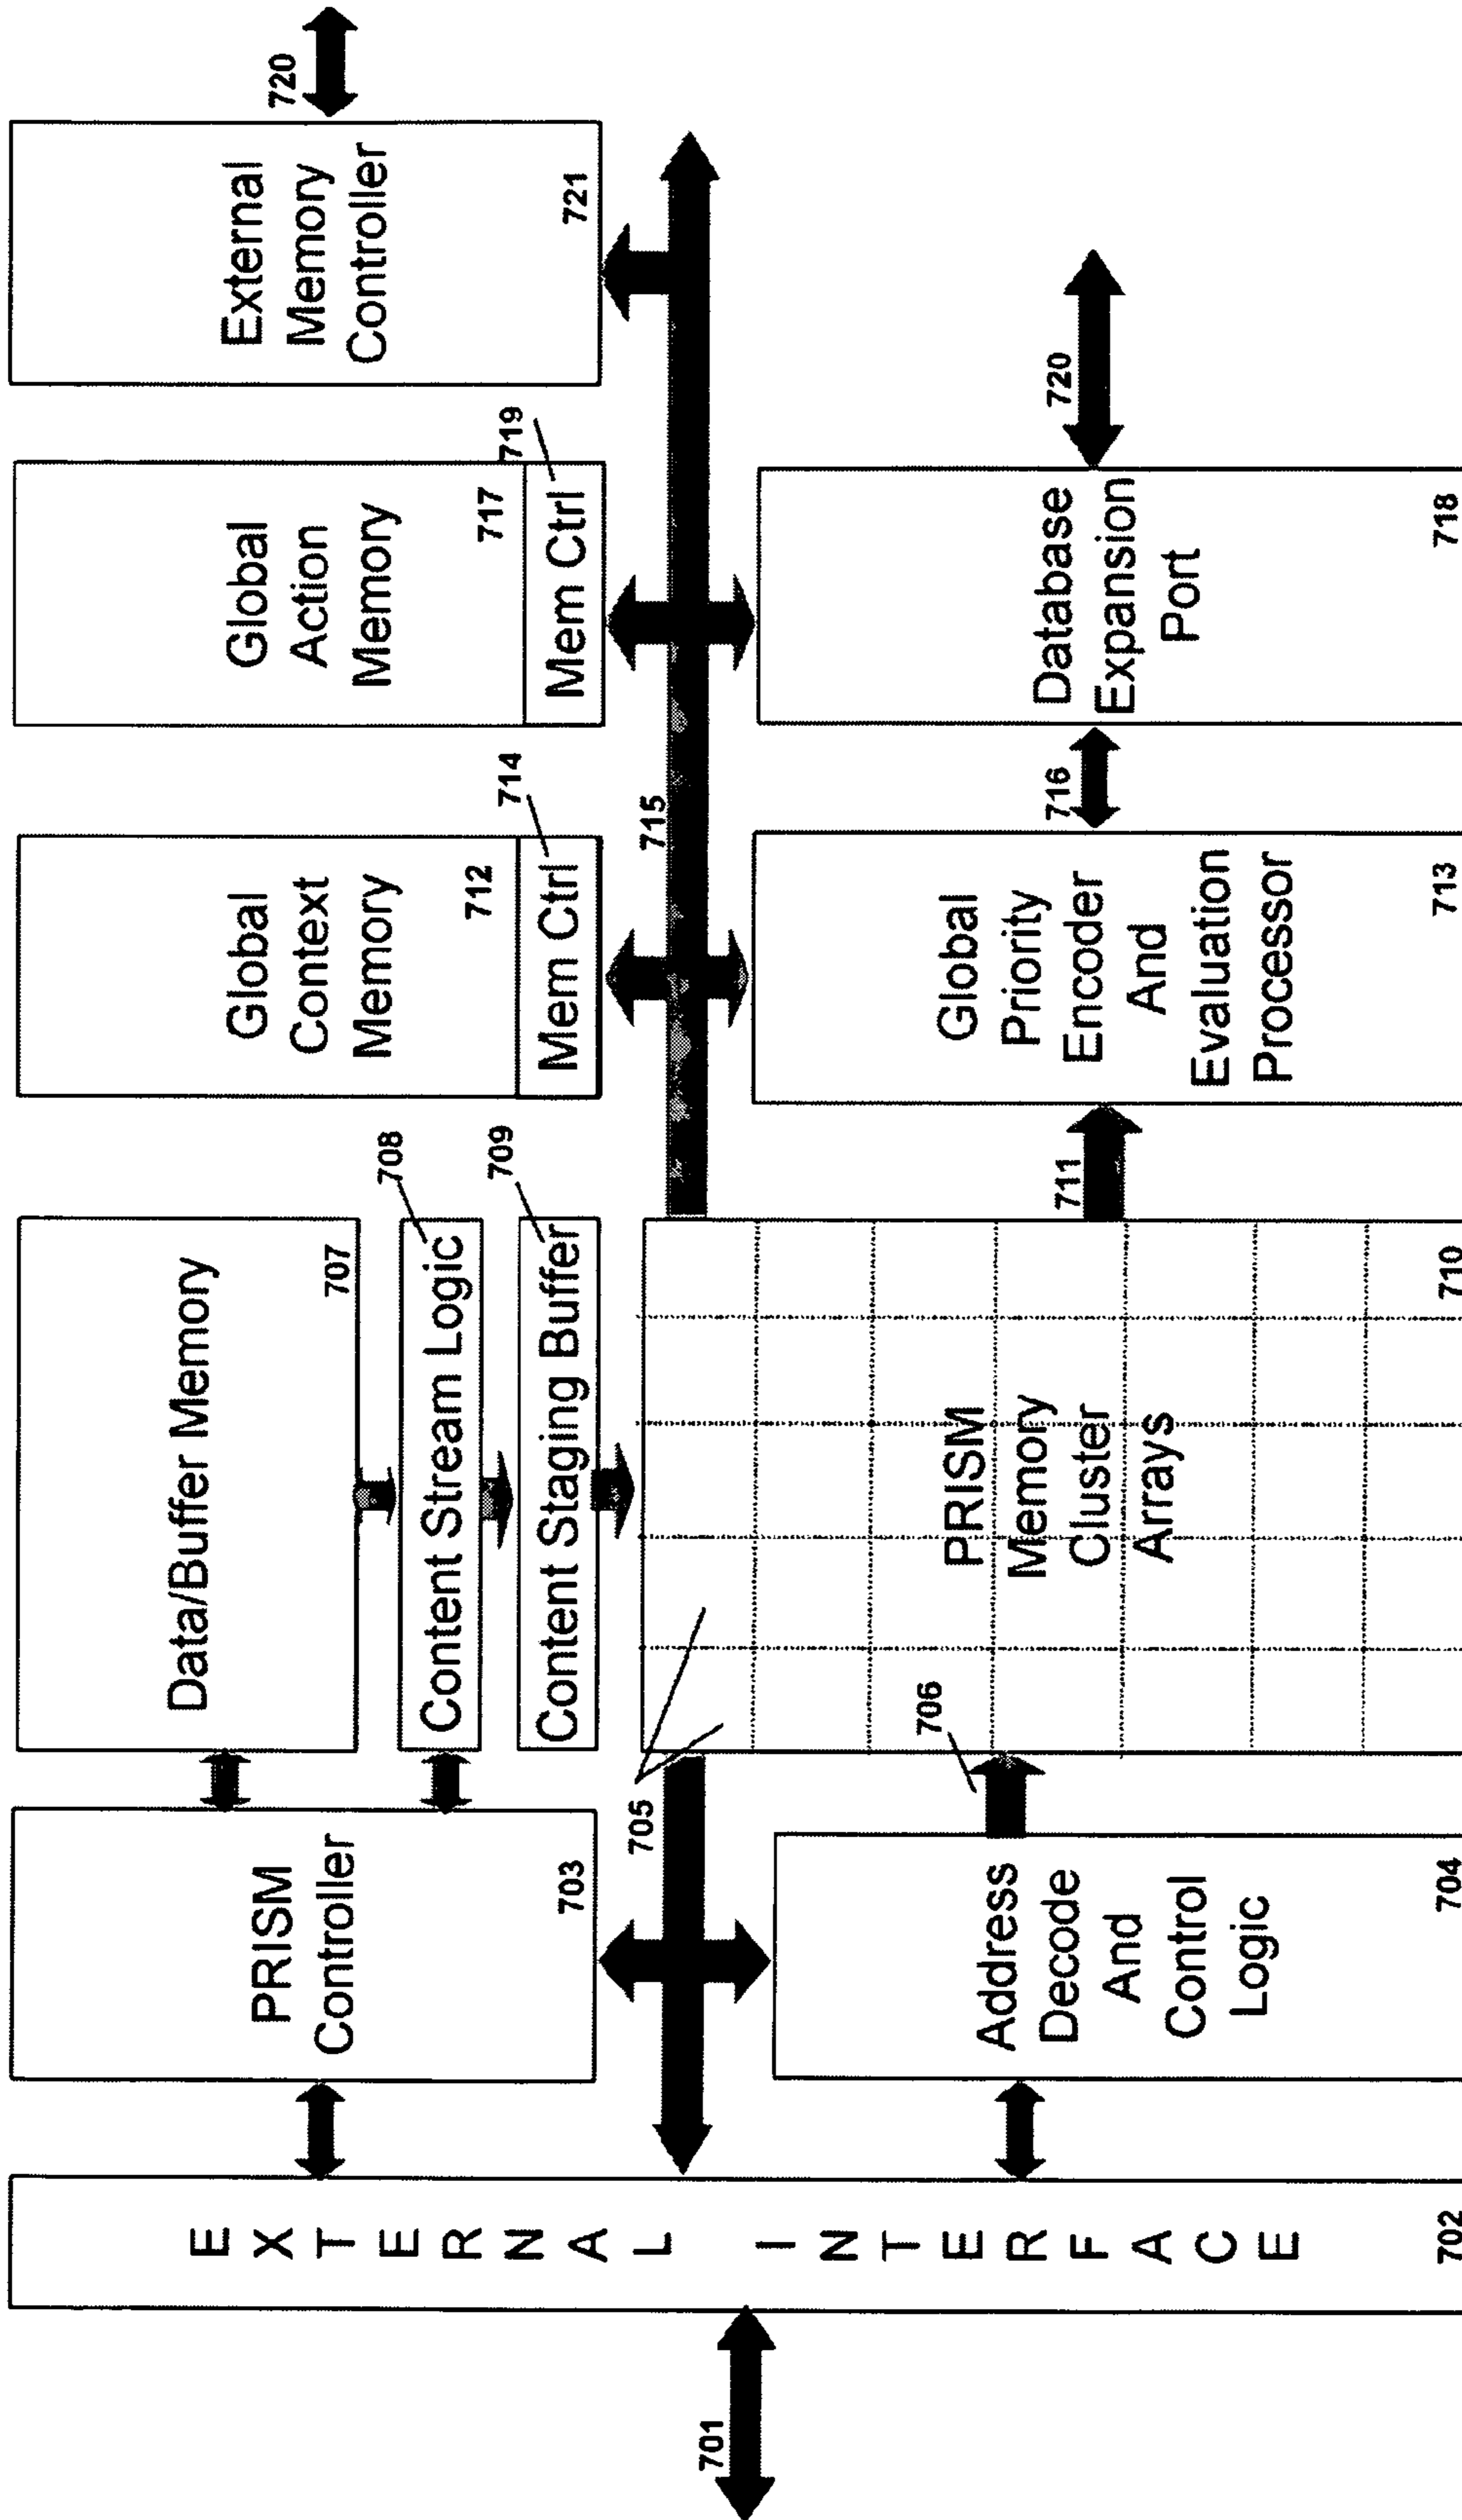 701
EXTERNAL INTERFACE
702
PRISM
Controller
703
Address
Decode
And
Control
Logic
704
705
706
Data/Buffer Memory
707
Content Stream Logic
708
Content Staging Buffer
709
PRISM
Memory
Cluster
Arrays
710
711
Global
Context
Memory
712
Mem Ctrl
714
715
Global
Priority
Encoder
And
Evaluation
Processor
713
716
Global
Action
Memory
717
Mem Ctrl
719
Database
Expansion
Port
718
720
External
Memory
Controller
721
720